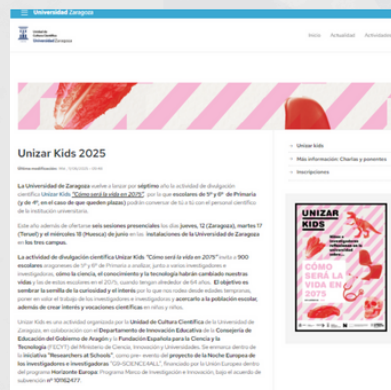 Universidad Zaragoza
Inicio Actualidad Actividades
Unizar Kids 2025
La Universidad de Zaragoza vuelve a lanzar por séptimo año la actividad de divulgación
científica Unizar Kids "Cómo será la vida en 2075", por la que escolares de 5º y 6º de Primaria
(y de 4º, en el caso de que queden plazas) podrán conversar de tú a tú con el personal científico
de la institución universitaria.
Este año además de ofertarse seis sesiones presenciales los días jueves, 12 (Zaragoza), martes 17
(Teruel) y el miércoles 18 (Huesca) de junio en las instalaciones de la Universidad de Zaragoza
en los tres campus.
La actividad de divulgación científica Unizar Kids "Cómo será la vida en 2075" invita a 900
escolares aragoneses de 5º y 6º de Primaria a analizar, junto a varios investigadores e
investigadoras, cómo la ciencia, el conocimiento y la tecnología habrán cambiado nuestras
vidas y las de estos escolares en el 2075, cuando tengan alrededor de 64 años. El objetivo es
sembrar la semilla de la curiosidad y el interés por lo que nos rodea desde edades tempranas,
poner en valor el trabajo de los investigadores e investigadoras y acercarlo a la población escolar,
además de crear interés y vocaciones científicas en niños y niñas.
Unizar Kids es una actividad organizada por la Unidad de Cultura Científica de la Universidad de
Zaragoza, en colaboración con el Departamento de Innovación Educativa de la Consejería de
Educación del Gobierno de Aragón y la Fundación Española para la Ciencia y la
Tecnología (FECYT) del Ministerio de Ciencia, Innovación y Universidades. Se enmarca dentro de
la iniciativa "Researchers at Schools", como pre- evento del proyecto de la Noche Europea de
los investigadores e investigadoras "G9-SCIENCE4ALL", financiada por la Unión Europea dentro
del programa Horizonte Europa: Programa Marco de Investigación e Innovación, bajo el acuerdo de
subvención nº 101162477.
Unizar kids
Más información: Charlas y ponentes
Inscripciones
UNIZAR
KIDS
CÓMO
SERÁ LA
VIDA EN
2075